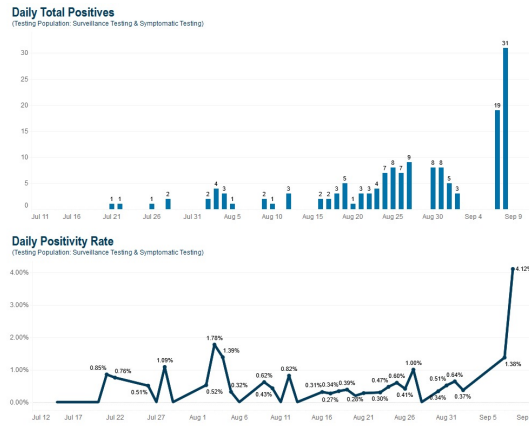 Daily Total Positives
(Testing Population: Surveillance Testing & Symptomatic Testing)
30
25
20
15
10
5
0
1 1 1 2 2 4 3 1 2 1 3 2 2 3 5 1 3 3 4 7 8 7 9 8 8 5 3 19 31
Jul 11 Jul 16 Jul 21 Jul 26 Jul 31 Aug 5 Aug 10 Aug 15 Aug 20 Aug 25 Aug 30 Sep 4 Sep 9
Daily Positivity Rate
(Testing Population: Surveillance Testing & Symptomatic Testing)
4.00%
3.00%
2.00%
1.00%
0.00%
0.85% 0.76% 0.51% 1.09% 0.52% 1.78% 1.39% 0.32% 0.62% 0.43% 0.82% 0.31% 0.34% 0.27% 0.39% 0.28% 0.30% 0.47% 0.60% 0.41% 1.00% 0.34% 0.51% 0.64% 0.37% 1.38% 4.12%
Jul 12 Jul 17 Jul 22 Jul 27 Aug 1 Aug 6 Aug 11 Aug 16 Aug 21 Aug 26 Aug 31 Sep 5 Sep